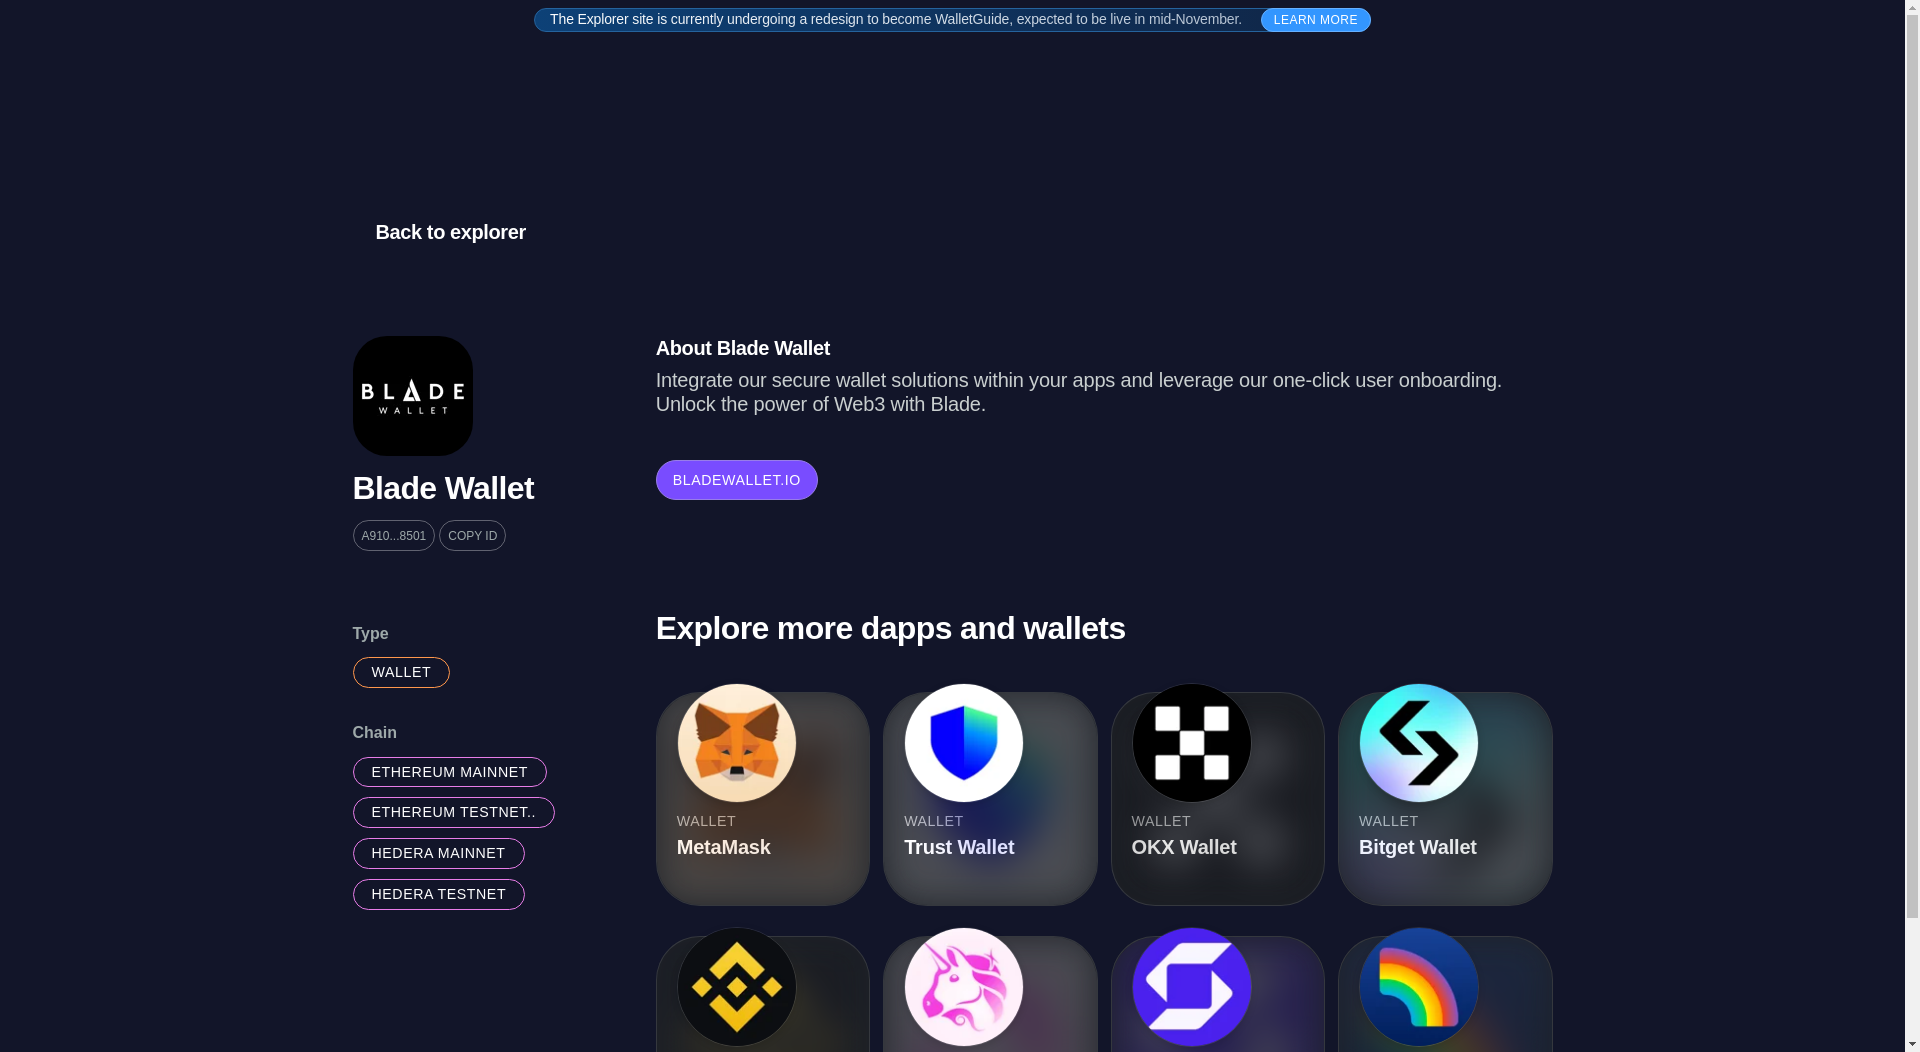 The Explorer site is currently undergoing a redesign to become WalletGuide, expected to be live in mid-November.
LEARN MORE
Back to explorer
BLADE
WALLET
Blade Wallet
A910...8501
COPY ID
Type
WALLET
Chain
ETHEREUM MAINNET
ETHEREUM TESTNET..
HEDERA MAINNET
HEDERA TESTNET
About Blade Wallet
Integrate our secure wallet solutions within your apps and leverage our one-click user onboarding.
Unlock the power of Web3 with Blade.
BLADEWALLET.IO
Explore more dapps and wallets
WALLET
MetaMask
WALLET
Trust Wallet
WALLET
OKX Wallet
WALLET
Bitget Wallet